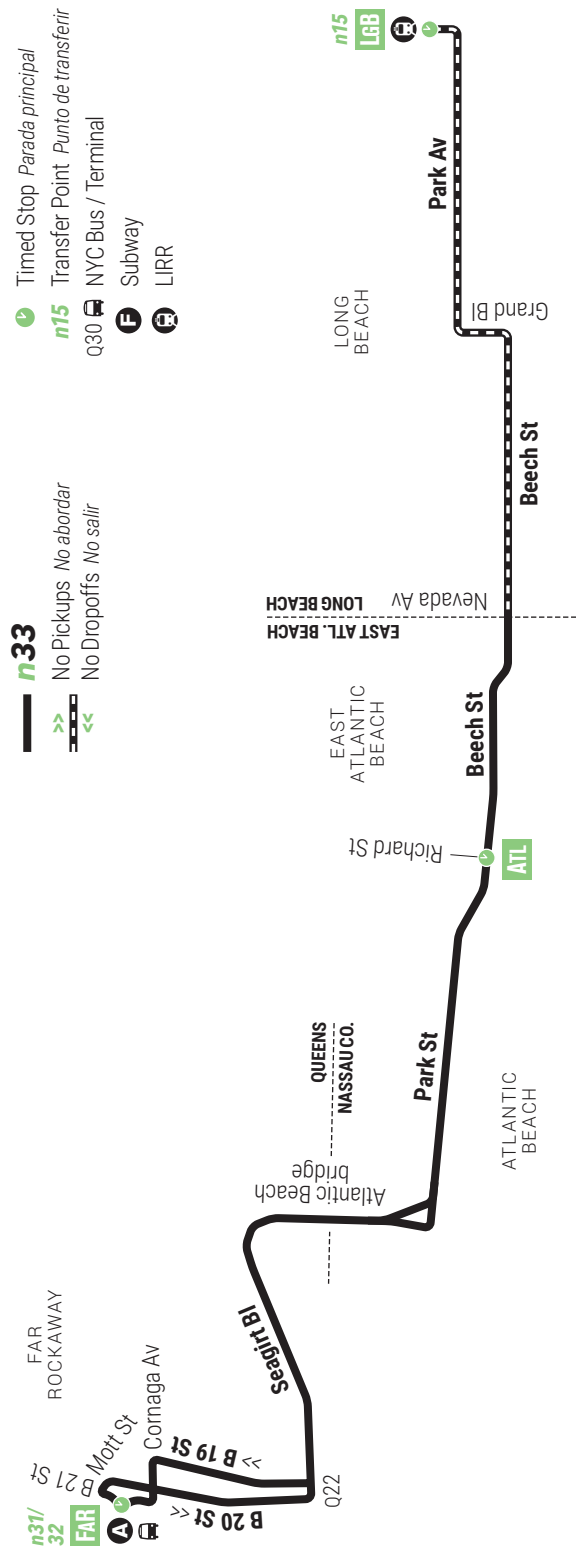 n33
>> No Pickups No abordar
<< No Dropoffs No salir
Timed Stop Parada principal
n15 Transfer Point Punto de transferir
Q30 NYC Bus / Terminal
F Subway
LIRR
n31/
32
FAR
A
B 21 St
Mott St
Cornaga Av
FAR
ROCKAWAY
B 20 St <<
B 19 St >>
Q22
Seagirt Bl
Atlantic Beach
bridge
QUEENS
NASSAU CO.
Park St
ATLANTIC
BEACH
Richard St
ATL
EAST
ATLANTIC
BEACH
Beech St
EAST ATL. BEACH
LONG BEACH
Nevada Av
Beech St
LONG
BEACH
Grand Bl
Park Av
n15
LGB